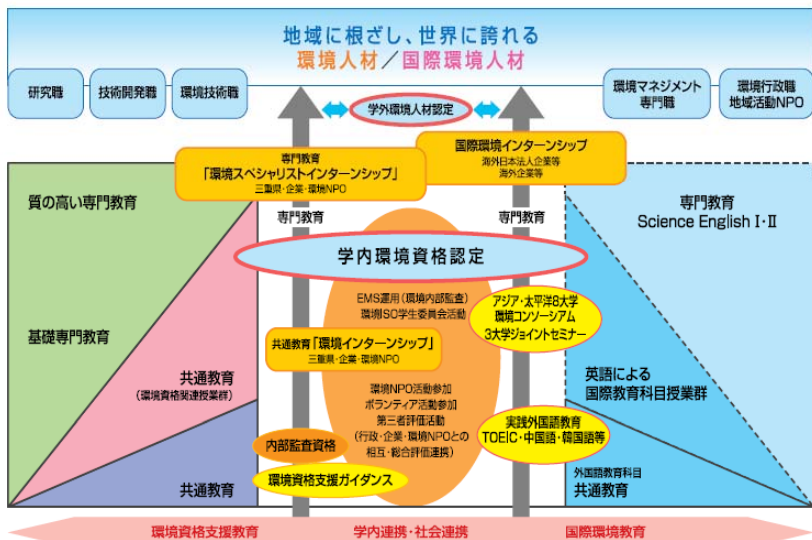 地域に根ざし、世界に誇れる
環境人材／国際環境人材
研究職
技術開発職
環境技術職
学外環境人材認定
環境マネジメント
専門職
環境行政職
地域活動NPO
専門教育
「環境スペシャリストインターンシップ」
三重県・企業・環境NPO
国際環境インターンシップ
海外日本法人企業等
海外企業等
質の高い専門教育
専門教育
専門教育
専門教育
Science English Ⅰ・Ⅱ
学内環境資格認定
EMS運用（環境内部監査）
環境ISO学生委員会活動
アジア・太平洋8大学
環境コンソーシアム
3大学ジョイントセミナー
基礎専門教育
共通教育「環境インターンシップ」
三重県・企業・環境NPO
共通教育
（環境資格関連授業群）
英語による
国際教育科目授業群
環境NPO活動参加
ボランティア活動参加
第三者評価活動
（行政・企業・環境NPOとの
相互・総合評価連携）
内部監査資格
実践外国語教育
TOEIC・中国語・韓国語等
環境資格支援ガイダンス
共通教育
外国語教育科目
共通教育
環境資格支援教育
学内連携・社会連携
国際環境教育